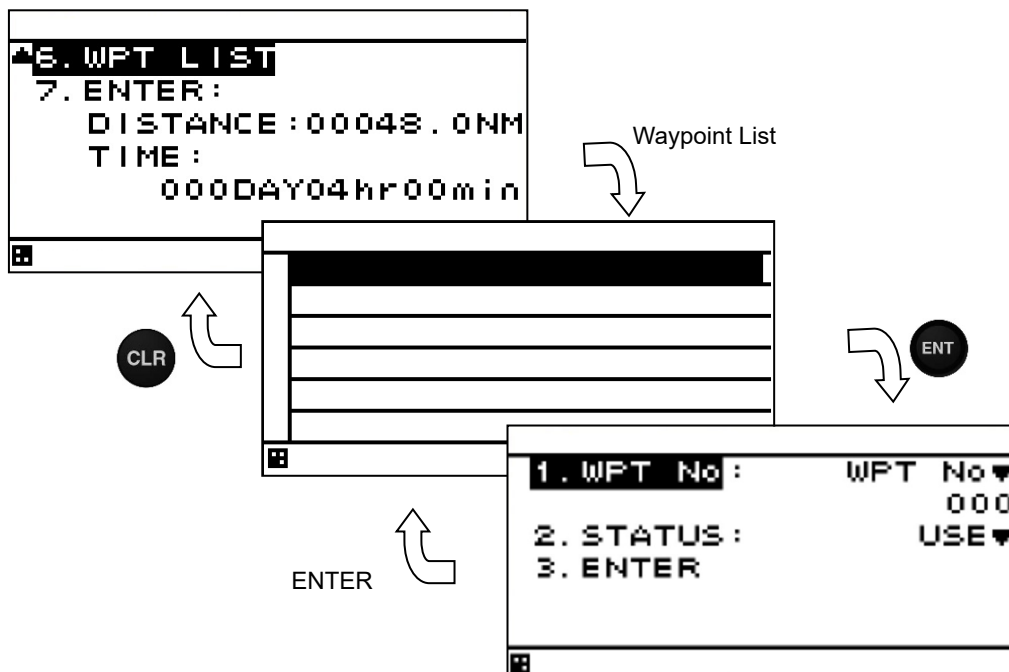 6. WPT LIST
7. ENTER:
DISTANCE:00048.0NM
TIME:
000DAY04hr00min
Waypoint List
CLR
ENT
1. WPT No: WPT No▼
000
2. STATUS: USE▼
3. ENTER
ENTER